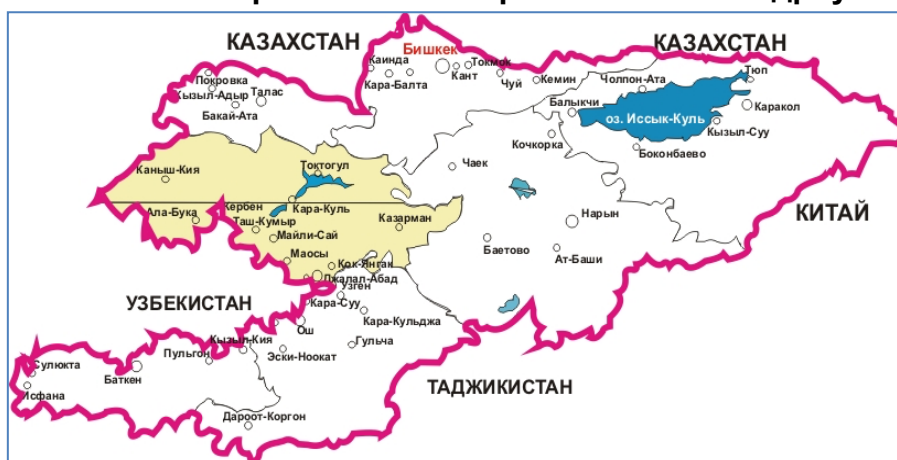 КАЗАХСТАН
КАЗАХСТАН
Бишкек
Каинда
Токмок
Кант
Кара-Балта
Чуй
Кемин
Чолпон-Ата
Тюп
Покровка
Кызыл-Адыр
Талас
Бакай-Ата
Балыкчи
оз. Иссык-Куль
Каракол
Кызыл-Суу
Кочкорка
Боконбаево
Каныш-Кия
Токтогул
Чаек
Ала-Бука
Кербен
Кара-Куль
Таш-Кумыр
Казарман
Нарын
КИТАЙ
Майли-Сай
Баетово
Ат-Баши
Маосы
Кок-Янгак
Джалал-Абад
Узген
УЗБЕКИСТАН
Кара-Суу
Кара-Кульджа
Ош
Кызыл-Кия
Гульча
Пульгон
Эски-Ноокат
Сулюкта
Баткен
Исфана
ТАДЖИКИСТАН
Дароот-Коргон